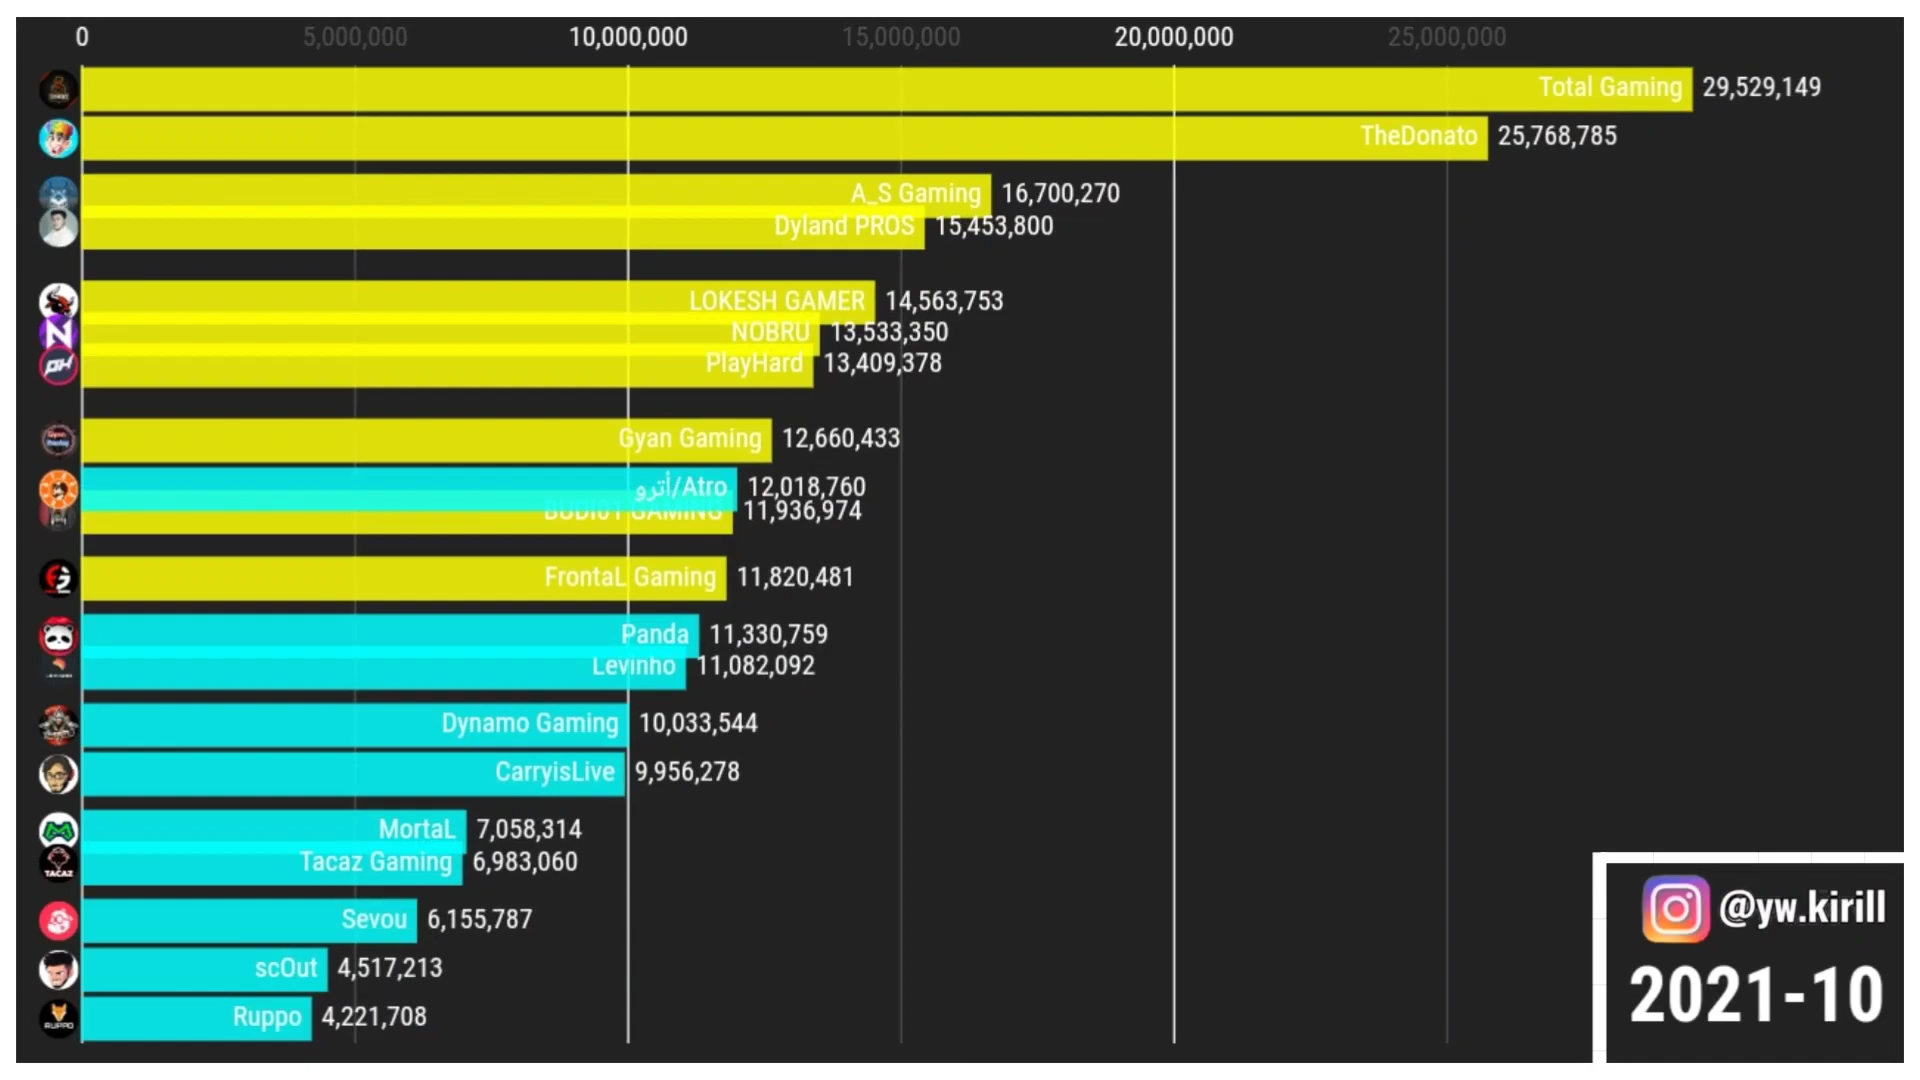 0 5,000,000 10,000,000 15,000,000 20,000,000 25,000,000
Total Gaming 29,529,149
TheDonato 25,768,785
A_S Gaming 16,700,270
Dyland PROS 15,453,800
LOKESH GAMER 14,563,753
NOBRU 13,533,350
PlayHard 13,409,378
Gyan Gaming 12,660,433
أترو/Atro 12,018,760
BUDI01 GAMING 11,936,974
FrontaL Gaming 11,820,481
Panda 11,330,759
Levinho 11,082,092
Dynamo Gaming 10,033,544
CarryisLive 9,956,278
MortaL 7,058,314
TACAZ Tacaz Gaming 6,983,060
Sevou 6,155,787
scOut 4,517,213
RUPPO Ruppo 4,221,708
@yw.kirill
2021-10